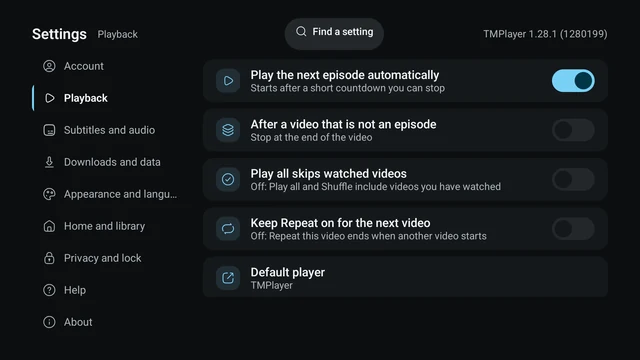 Settings Playback
Find a setting
TMPlayer 1.28.1 (1280199)
Account
Playback
Subtitles and audio
Downloads and data
Appearance and langu...
Home and library
Privacy and lock
Help
About
Play the next episode automatically
Starts after a short countdown you can stop
After a video that is not an episode
Stop at the end of the video
Play all skips watched videos
Off: Play all and Shuffle include videos you have watched
Keep Repeat on for the next video
Off: Repeat this video ends when another video starts
Default player
TMPlayer